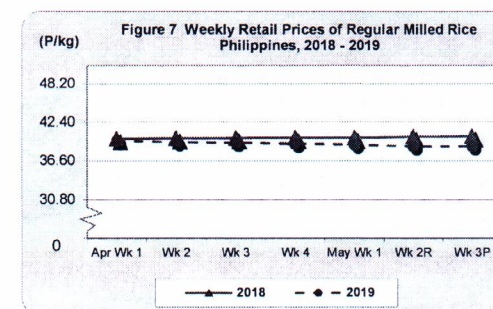 Figure 7 Weekly Retail Prices of Regular Milled Rice
Philippines, 2018 - 2019
(P/kg)
48.20
42.40
36.60
30.80
0
Apr Wk 1 Wk 2 Wk 3 Wk 4 May Wk 1 Wk 2R Wk 3P
2018 2019